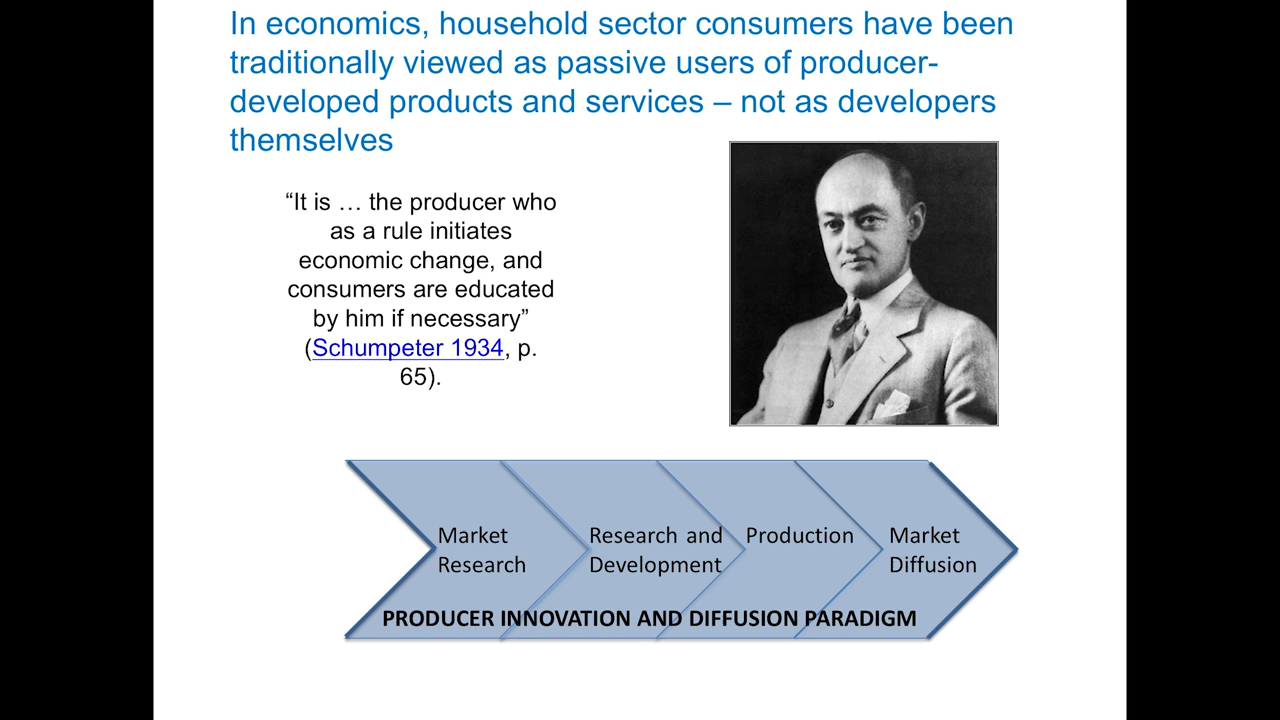 In economics, household sector consumers have been
traditionally viewed as passive users of producer-
developed products and services – not as developers
themselves
“It is … the producer who
as a rule initiates
economic change, and
consumers are educated
by him if necessary”
(Schumpeter 1934, p.
65).
Market
Research
Research and
Development
Production
Market
Diffusion
PRODUCER INNOVATION AND DIFFUSION PARADIGM